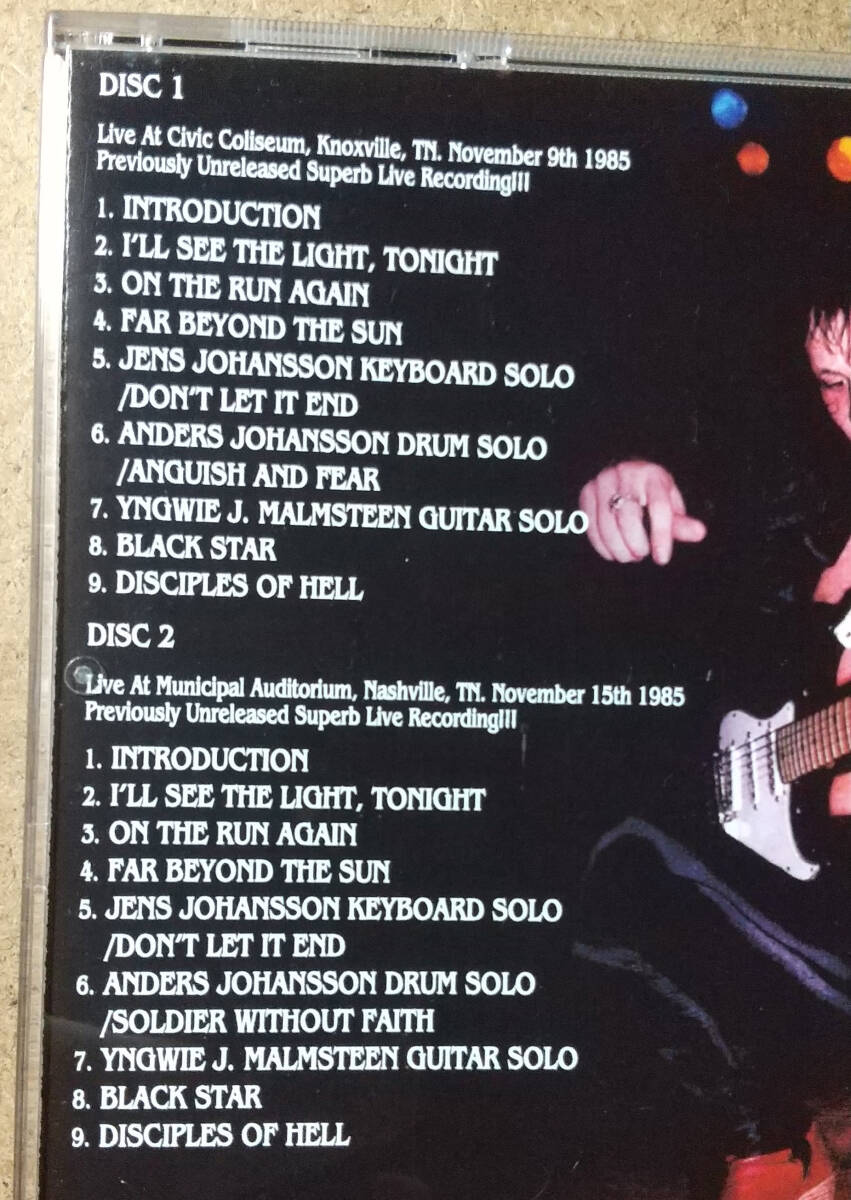 DISC 1
Live At Civic Coliseum, Knoxville, TN. November 9th 1985
Previously Unreleased Superb Live Recording!!!
1. INTRODUCTION
2. I'LL SEE THE LIGHT, TONIGHT
3. ON THE RUN AGAIN
4. FAR BEYOND THE SUN
5. JENS JOHANSSON KEYBOARD SOLO
/DON'T LET IT END
6. ANDERS JOHANSSON DRUM SOLO
/ANGUISH AND FEAR
7. YNGWIE J. MALMSTEEN GUITAR SOLO
8. BLACK STAR
9. DISCIPLES OF HELL
DISC 2
Live At Municipal Auditorium, Nashville, TN. November 15th 1985
Previously Unreleased Superb Live Recording!!!
1. INTRODUCTION
2. I'LL SEE THE LIGHT, TONIGHT
3. ON THE RUN AGAIN
4. FAR BEYOND THE SUN
5. JENS JOHANSSON KEYBOARD SOLO
/DON'T LET IT END
6. ANDERS JOHANSSON DRUM SOLO
/SOLDIER WITHOUT FAITH
7. YNGWIE J. MALMSTEEN GUITAR SOLO
8. BLACK STAR
9. DISCIPLES OF HELL